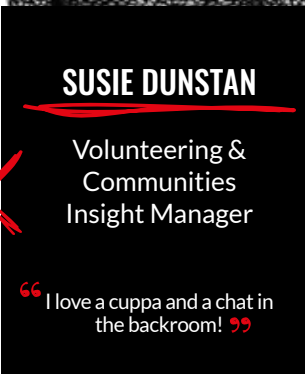 SUSIE DUNSTAN
Volunteering &
Communities
Insight Manager
“ I love a cuppa and a chat in
the backroom! ”